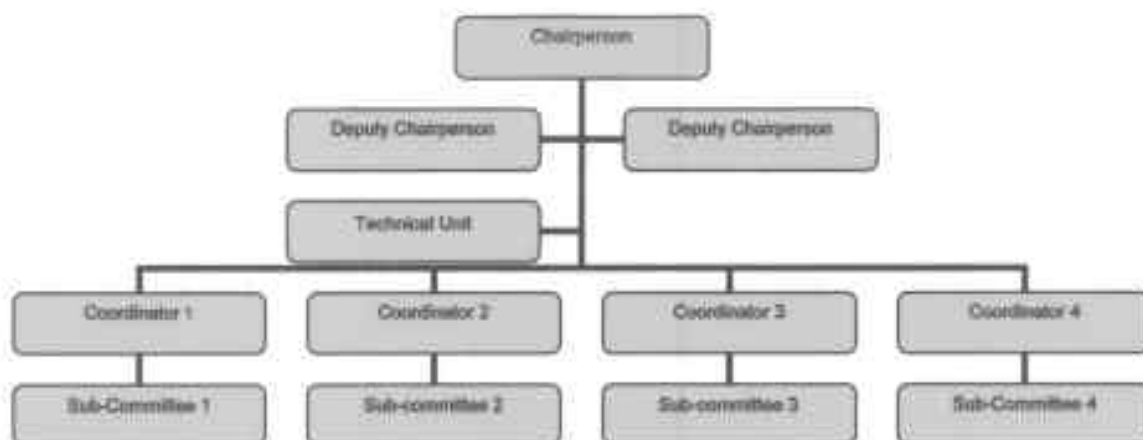 Chairperson
Deputy Chairperson
Deputy Chairperson
Technical Unit
Coordinator 1
Coordinator 2
Coordinator 3
Coordinator 4
Sub-Committee 1
Sub-committee 2
Sub-committee 3
Sub-Committee 4